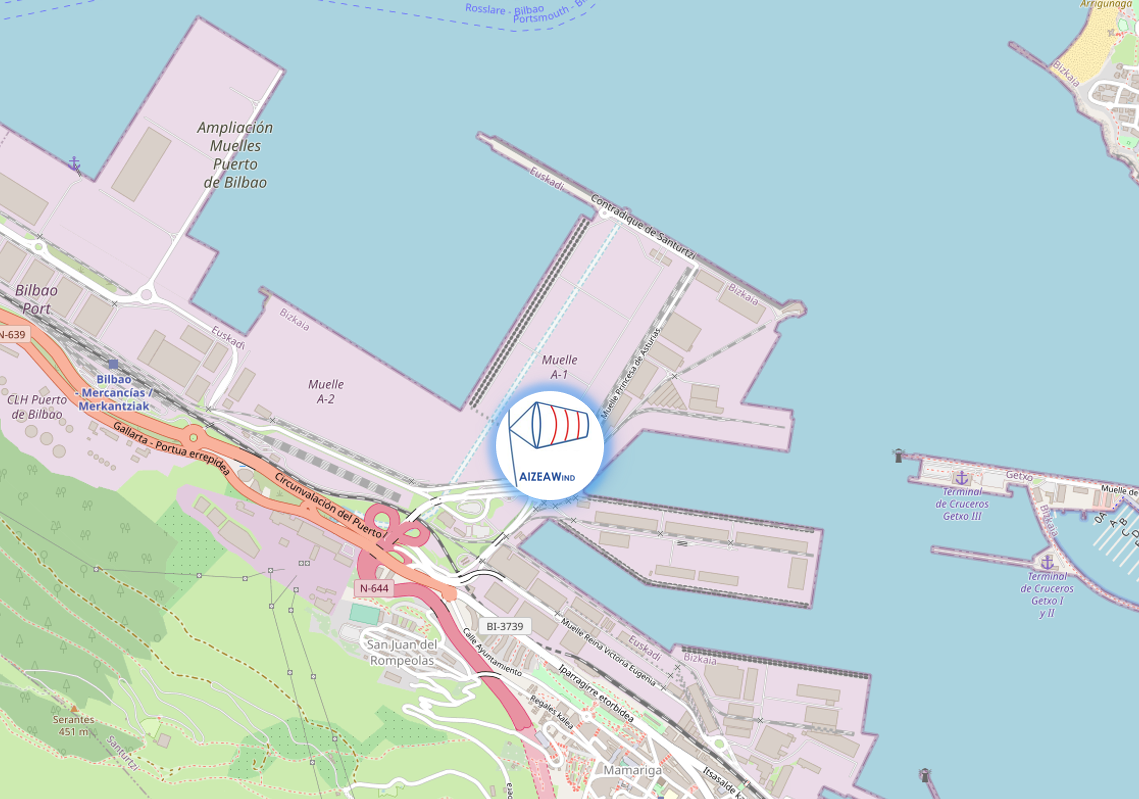 Rosslare - Bilbao
Portsmouth - Bi
Arrigunaga
Bizkaia
Ampliación
Muelles
Puerto
de Bilbao
Euskadi
Contradique de Santurtzi
Bizkaia
Bilbao
Port
Bizkaia
Euskadi
N-639
Muelle Princesa de Asturias
Muelle
A-1
Bilbao
- Mercancías /
Merkantziak
Muelle
A-2
CLH Puerto
de Bilbao
Gallarta - Portua errepidea
AIZEAWIND
Circunvalación del Puerto
Getxo
Muelle de
Terminal
de Cruceros
Getxo III
Bizkaia
0A
A
B
C
D
Terminal
de Cruceros
Getxo I
y II
N-644
BI-3739
San Juan del
Rompeolas
Calle Ayuntamiento
Muelle Reina Victoria Eugenia
Euskadi
Bizkaia
Iparragirre etorbidea
Regales kalea
Serantes
451 m
Santurtzi
Mamariga
Itsasalde ka